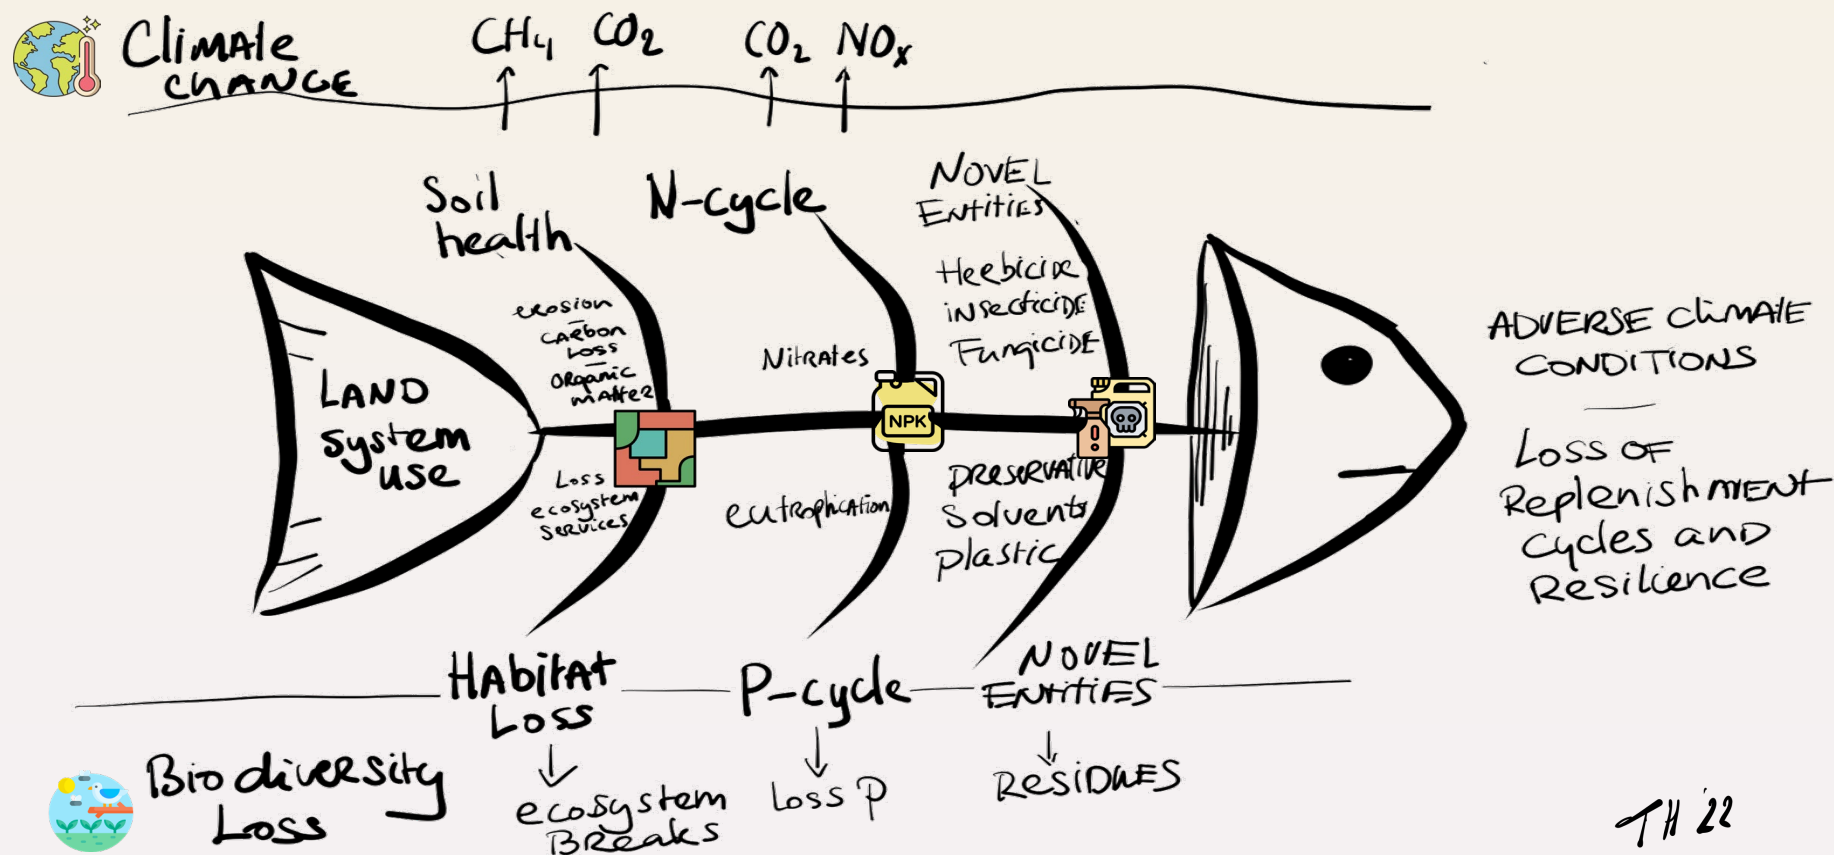 Climate
CHANGE
CH4 CO2 CO2 NOx
Soil
health
N-cycle
NOVEL
Entities
erosion
carbon
loss
organic
matter
Nitrates
Herbicide
insecticide
Fungicide
LAND
system
use
NPK
Loss
ecosystem
services
eutrophication
preservative
solvents
plastic
ADVERSE climate
CONDITIONS
Loss of
Replenishment
cycles and
Resilience
Habitat
Loss
P-cycle
NOVEL
ENTITIES
Biodiversity
Loss
ecosystem
Breaks
Loss P
Residues
TH '22